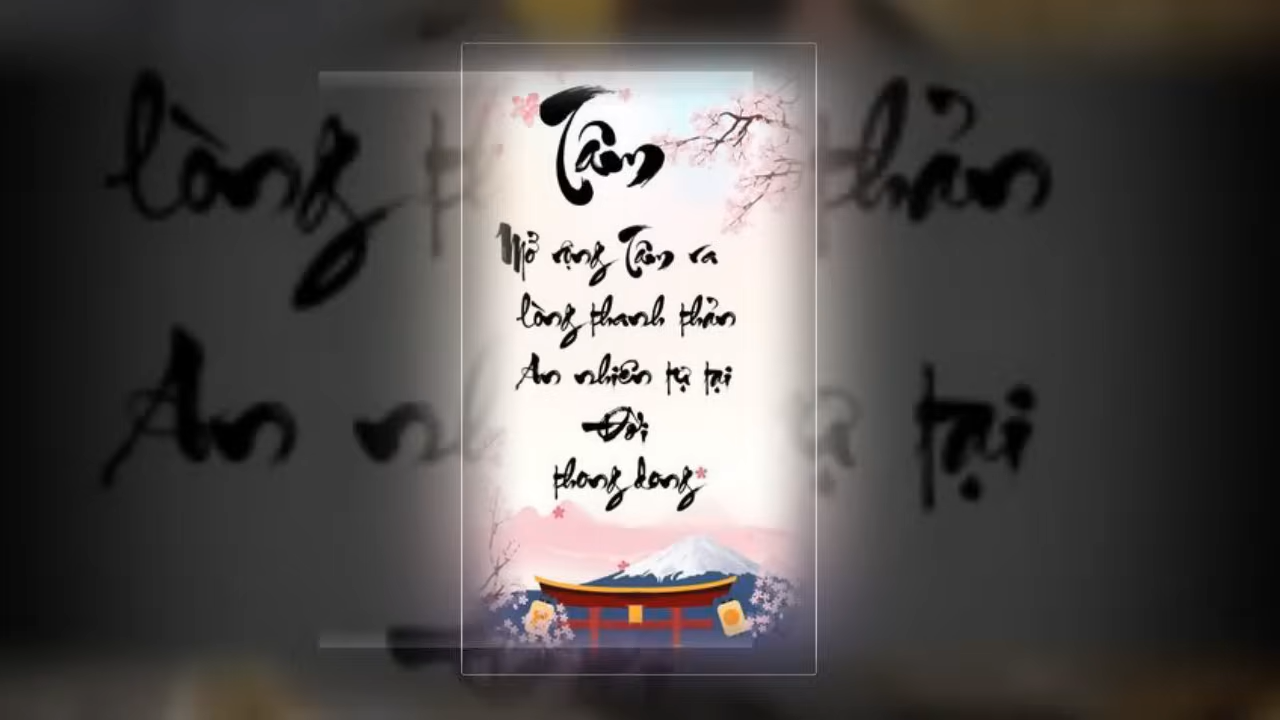 Tâm
Mở rộng Tâm ra
lòng thanh thản
An nhiên tự tại
Đời
thong dong